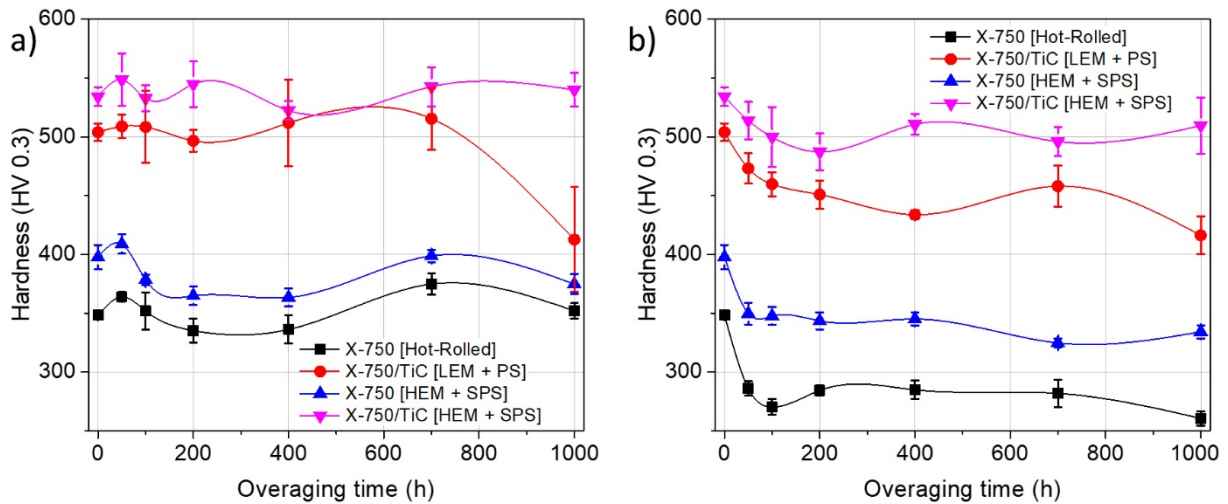 a)
600
500
400
300
Hardness (HV 0.3)
X-750 [Hot-Rolled]
X-750/TiC [LEM + PS]
X-750 [HEM + SPS]
X-750/TiC [HEM + SPS]
0 200 400 600 800 1000
Overaging time (h)
b)
600
500
400
300
Hardness (HV 0.3)
X-750 [Hot-Rolled]
X-750/TiC [LEM + PS]
X-750 [HEM + SPS]
X-750/TiC [HEM + SPS]
0 200 400 600 800 1000
Overaging time (h)